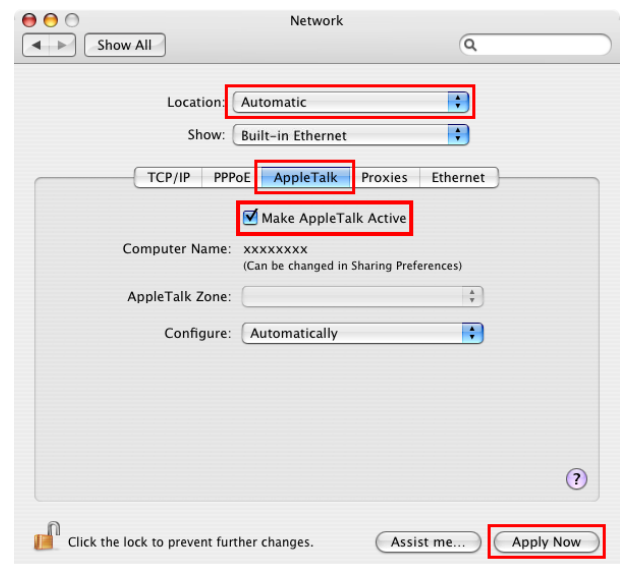 Network
Show All
Location: Automatic
Show: Built-in Ethernet
TCP/IP PPPoE AppleTalk Proxies Ethernet
Make AppleTalk Active
Computer Name: xxxxxxxx
(Can be changed in Sharing Preferences)
AppleTalk Zone:
Configure: Automatically
?
Click the lock to prevent further changes. Assist me... Apply Now